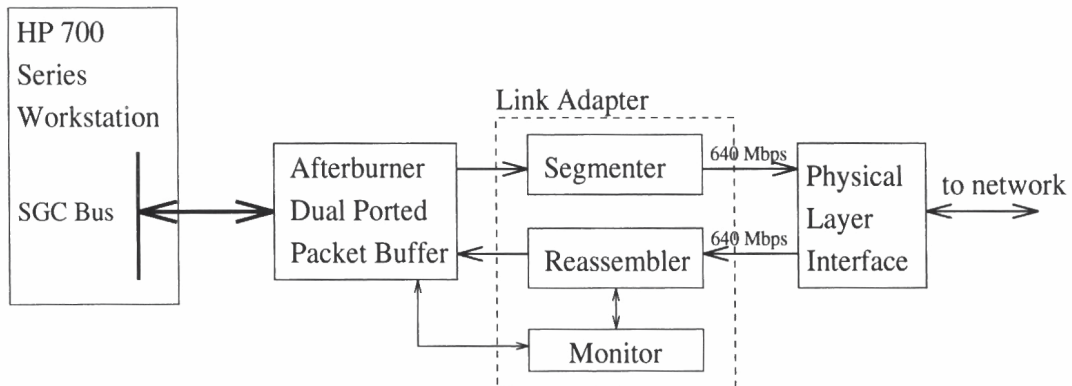 HP 700
Series
Workstation
SGC Bus
Afterburner
Dual Ported
Packet Buffer
Link Adapter
Segmenter
Reassembler
Monitor
640 Mbps
640 Mbps
Physical
Layer
Interface
to network